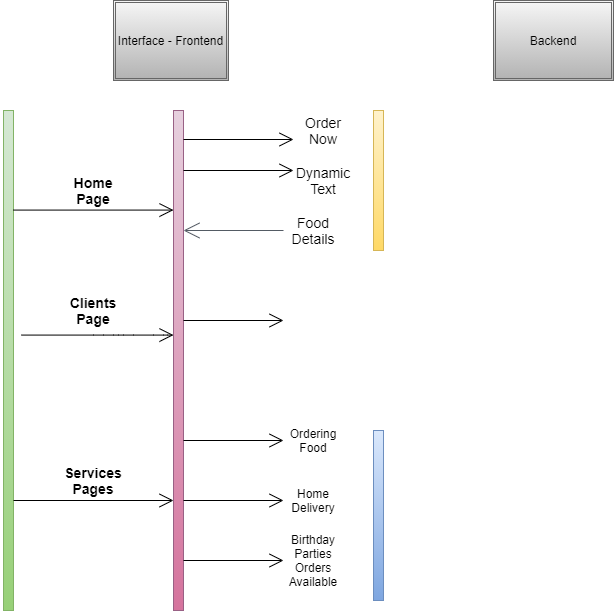 Interface - Frontend
Backend
Order
Now
Dynamic
Text
Home
Page
Food
Details
Clients
Page
Ordering
Food
Services
Pages
Home
Delivery
Birthday
Parties
Orders
Available